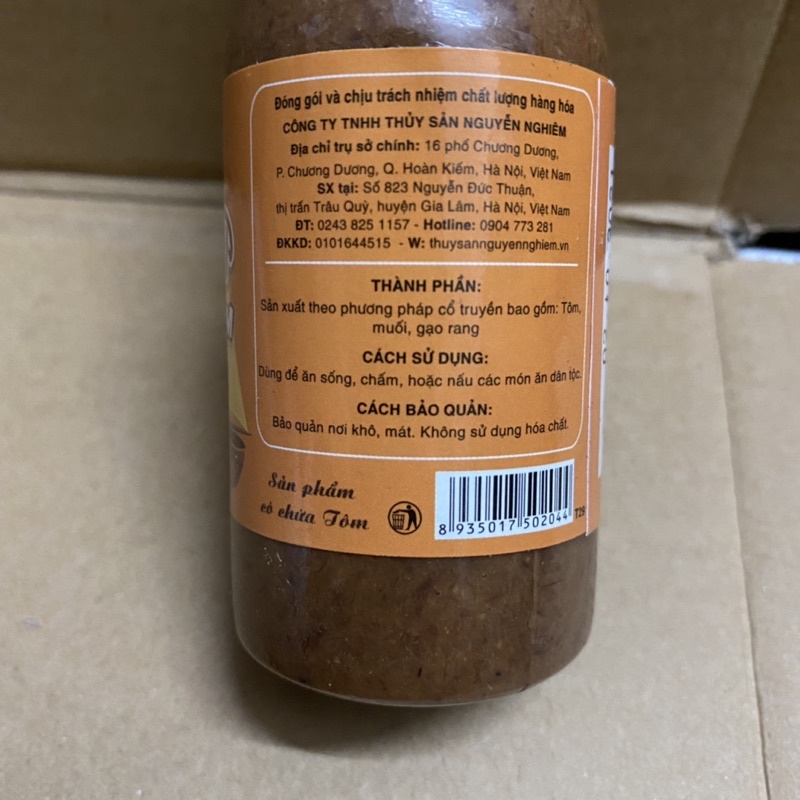 Đóng gói và chịu trách nhiệm chất lượng hàng hóa
CÔNG TY TNHH THỦY SẢN NGUYỄN NGHIÊM
Địa chỉ trụ sở chính: 16 phố Chương Dương,
P. Chương Dương, Q. Hoàn Kiếm, Hà Nội, Việt Nam
SX tại: Số 823 Nguyễn Đức Thuận,
thị trấn Trâu Quỳ, huyện Gia Lâm, Hà Nội, Việt Nam
ĐT: 0243 825 1157 - Hotline: 0904 773 281
ĐKKD: 0101644515 - W: thuysannguyennghiem.vn
THÀNH PHẦN:
Sản xuất theo phương pháp cổ truyền bao gồm: Tôm,
muối, gạo rang
CÁCH SỬ DỤNG:
Dùng để ăn sống, chấm, hoặc nấu các món ăn dân tộc.
CÁCH BẢO QUẢN:
Bảo quản nơi khô, mát. Không sử dụng hóa chất.
Sản phẩm
có chứa Tôm
8 935017 502044